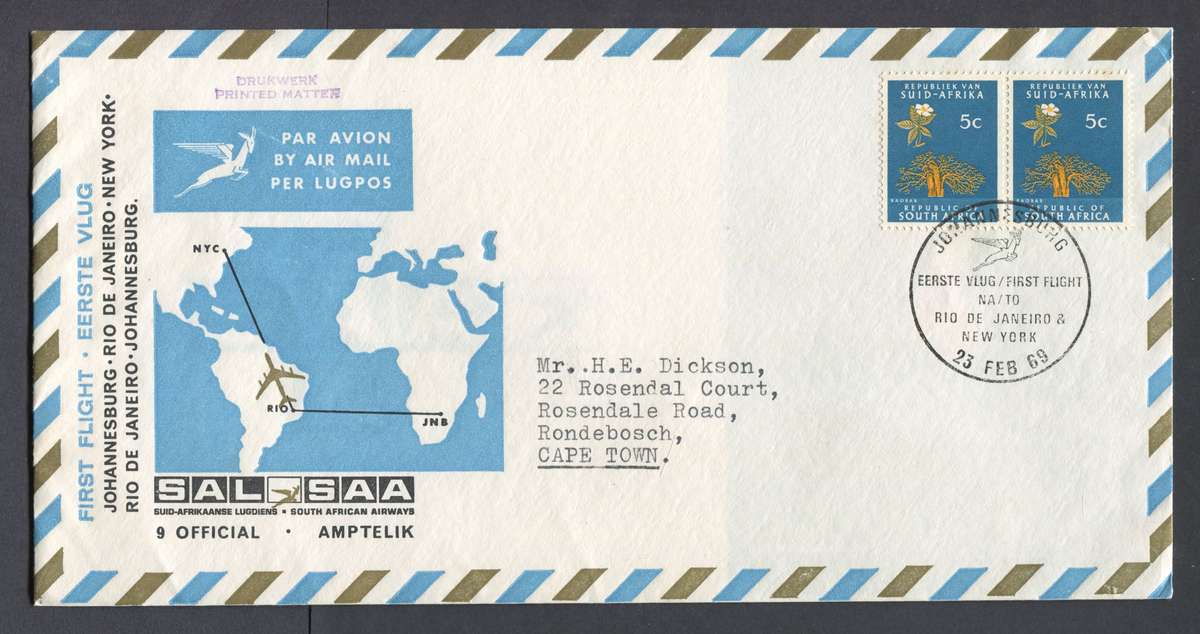 FIRST FLIGHT · EERSTE VLUG
JOHANNESBURG · RIO DE JANEIRO · NEW YORK ·
RIO DE JANEIRO · JOHANNESBURG.
DRUKWERK
PRINTED MATTER
PAR AVION
BY AIR MAIL
PER LUGPOS
NYC
RIO
JNB
SAL SAA
SUID-AFRIKAANSE LUGDIENS • SOUTH AFRICAN AIRWAYS
9 OFFICIAL · AMPTELIK
Mr..H.E. Dickson,
22 Rosendal Court,
Rosendale Road,
Rondebosch,
CAPE TOWN.
REPUBLIEK VAN
SUID-AFRIKA
5c
BAOBAB
REPUBLIC OF
SOUTH AFRICA
REPUBLIEK VAN
SUID-AFRIKA
5c
BAOBAB
REPUBLIC OF
SOUTH AFRICA
JOHANNESBURG
EERSTE VLUG/FIRST FLIGHT
NA/TO
RIO DE JANEIRO &
NEW YORK
23 FEB 69